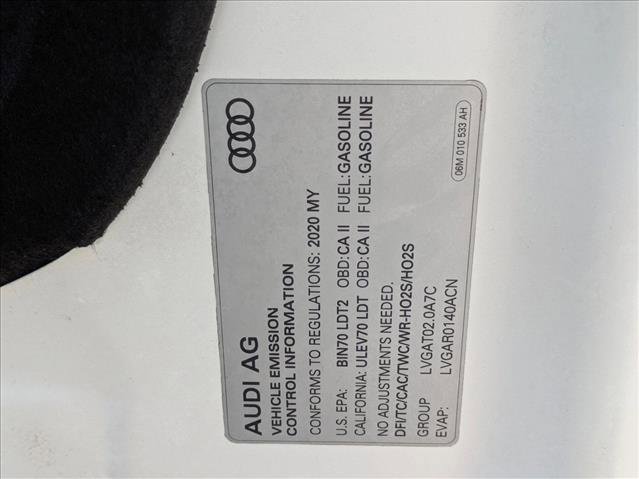 AUDI AG
VEHICLE EMISSION
CONTROL INFORMATION
CONFORMS TO REGULATIONS: 2020 MY
U.S. EPA: BIN70 LDT2 OBD: CA II FUEL: GASOLINE
CALIFORNIA: ULEV70 LDT OBD: CA II FUEL: GASOLINE
NO ADJUSTMENTS NEEDED.
DFI/TC/CAC/TWC/WR-HO2S/HO2S
GROUP LVGAT02.0A7C
EVAP: LVGAR0140ACN
06M 010 533 AH